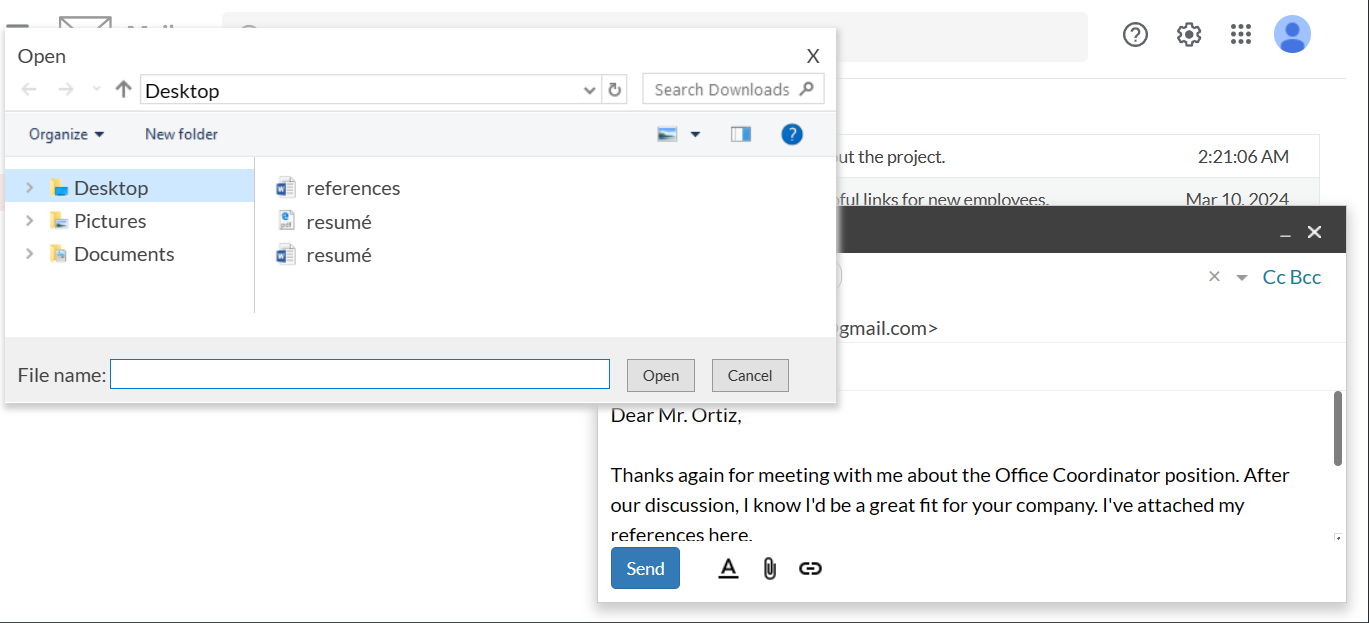 Open
X
Desktop
Search Downloads
Organize
New folder
?
Desktop
Pictures
Documents
references
resumé
pdf
resumé
File name:
Open
Cancel
ut the project.
2:21:06 AM
ful links for new employees.
Mar 10, 2024
Cc Bcc
gmail.com>
Dear Mr. Ortiz,
Thanks again for meeting with me about the Office Coordinator position. After
our discussion, I know I'd be a great fit for your company. I've attached my
references here.
Send
A